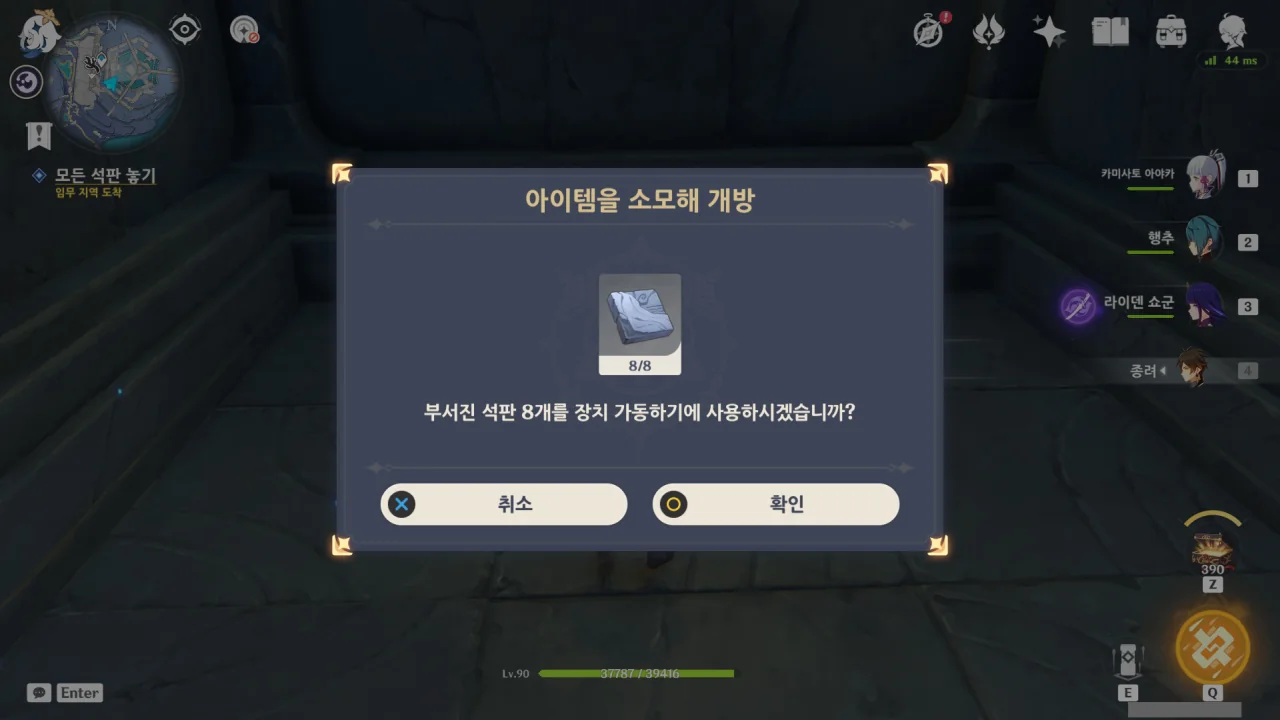 N
44 ms
모든 석판 놓기
임무 지역 도착
카미사토 아야카
1
행추
2
라이덴 쇼군
3
종려
4
아이템을 소모해 개방
8/8
부서진 석판 8개를 장치 가동하기에 사용하시겠습니까?
취소
확인
390
Z
Lv.90
37787 / 39416
E
Q
Enter